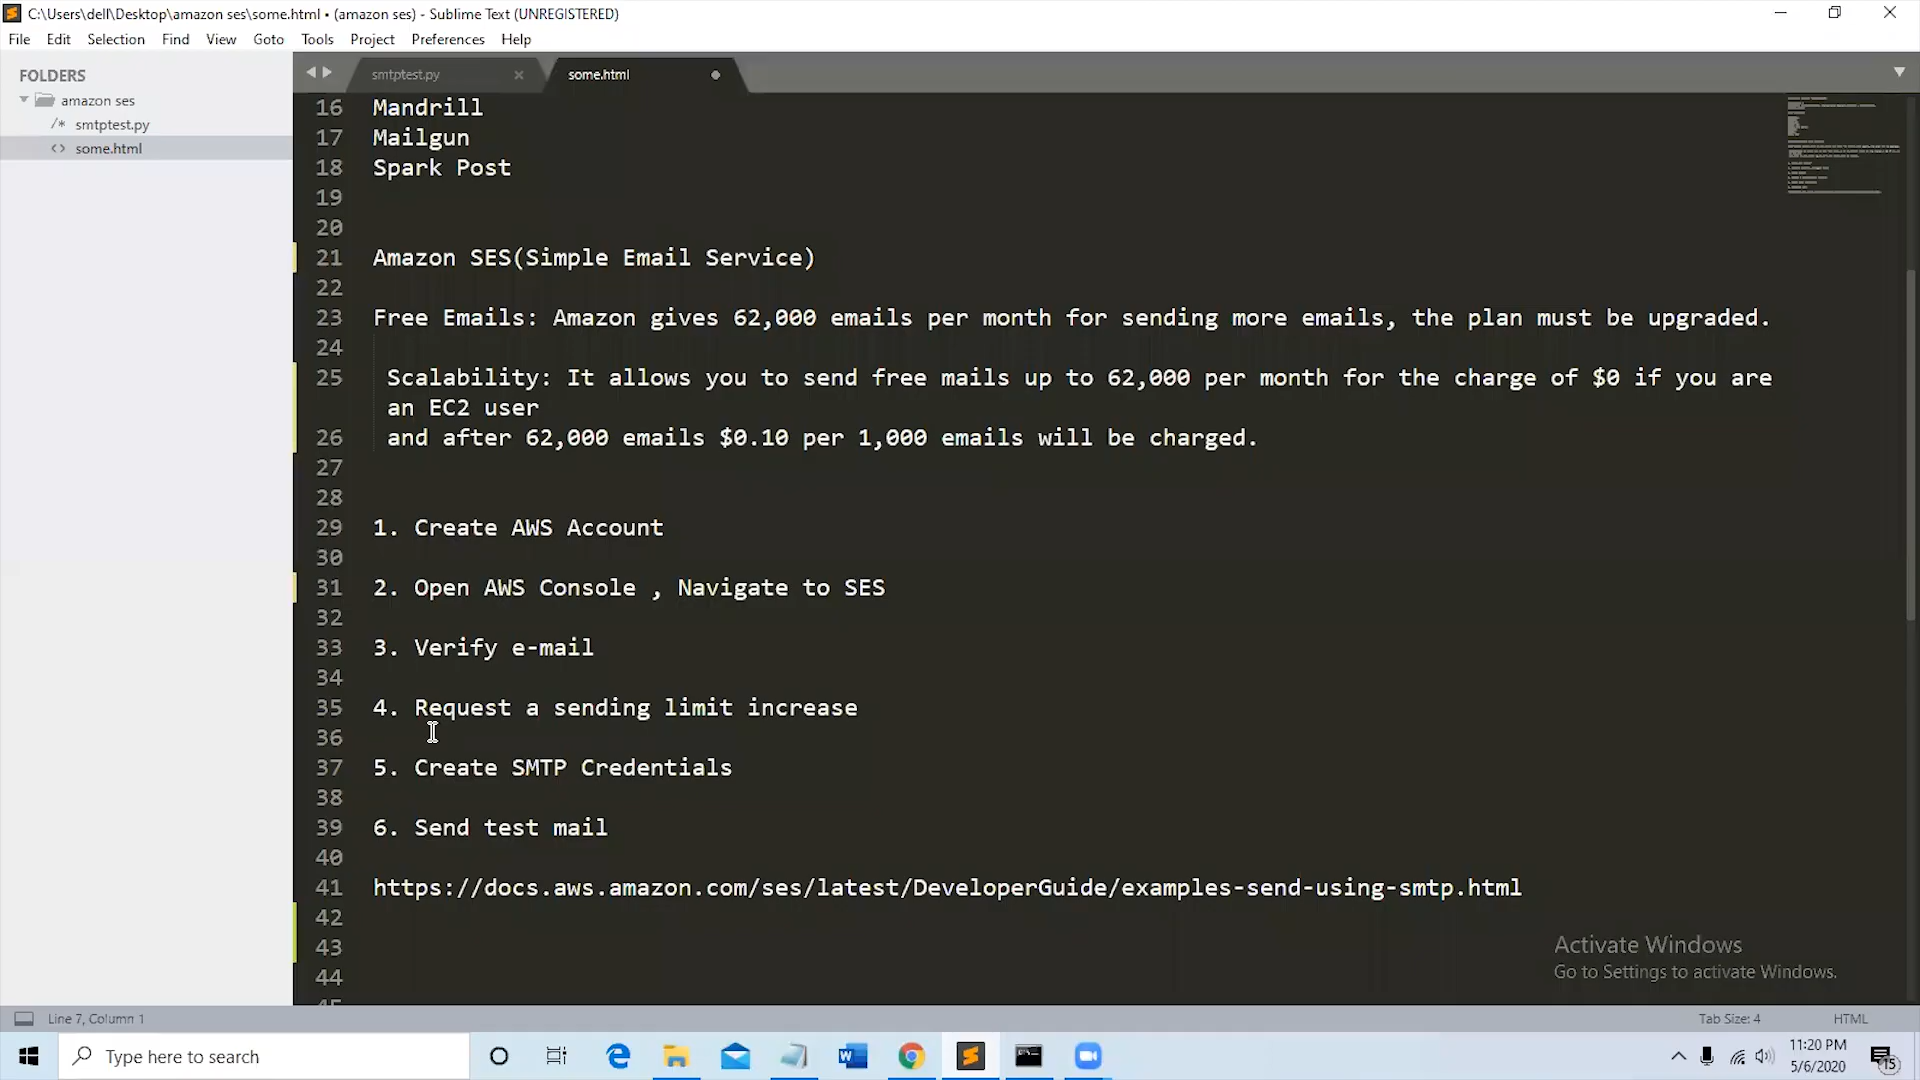 C:\Users\dell\Desktop\amazon ses\some.html • (amazon ses) - Sublime Text (UNREGISTERED)
File Edit Selection Find View Goto Tools Project Preferences Help
FOLDERS
amazon ses
/* smtptest.py
<> some.html
smtptest.py × some.html
16 Mandrill
17 Mailgun
18 Spark Post
19
20
21 Amazon SES(Simple Email Service)
22
23 Free Emails: Amazon gives 62,000 emails per month for sending more emails, the plan must be upgraded.
24
25 Scalability: It allows you to send free mails up to 62,000 per month for the charge of $0 if you are
an EC2 user
26 and after 62,000 emails $0.10 per 1,000 emails will be charged.
27
28
29 1. Create AWS Account
30
31 2. Open AWS Console , Navigate to SES
32
33 3. Verify e-mail
34
35 4. Request a sending limit increase
36
37 5. Create SMTP Credentials
38
39 6. Send test mail
40
41 https://docs.aws.amazon.com/ses/latest/DeveloperGuide/examples-send-using-smtp.html
42
43
44
Activate Windows
Go to Settings to activate Windows.
Line 7, Column 1
Tab Size: 4 HTML
Type here to search
11:20 PM
5/6/2020
15